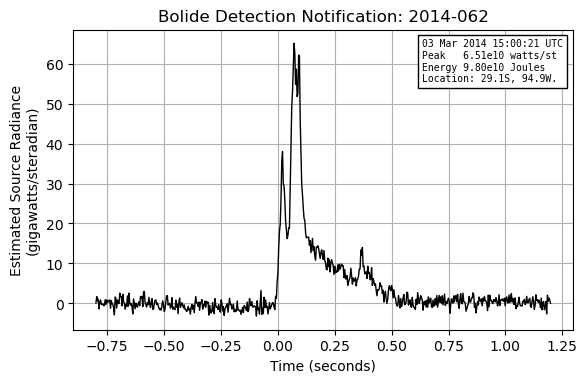 Bolide Detection Notification: 2014-062
03 Mar 2014 15:00:21 UTC
Peak   6.51e10 watts/st
Energy 9.80e10 Joules
Location: 29.1S, 94.9W.
Estimated Source Radiance
(gigawatts/steradian)
60
50
40
30
20
10
0
−0.75 −0.50 −0.25 0.00 0.25 0.50 0.75 1.00 1.25
Time (seconds)